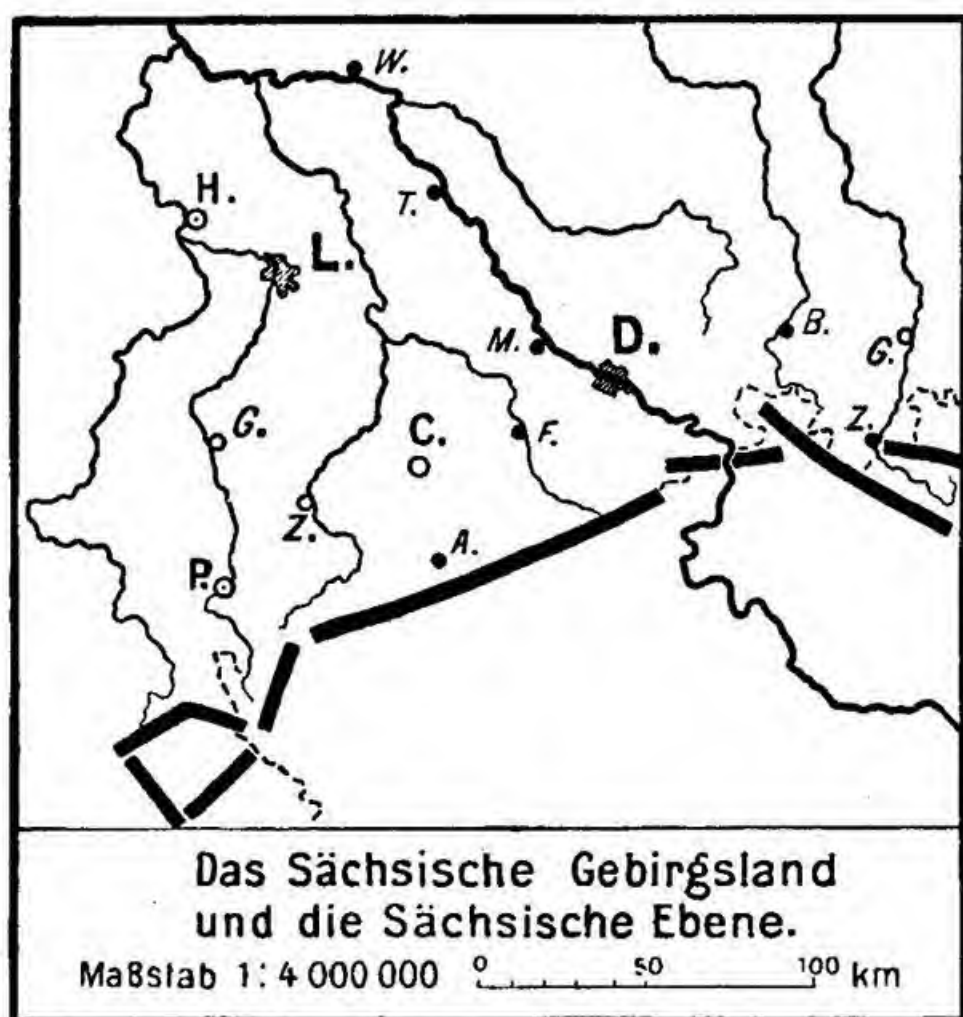 W.
H.
T.
L.
M.
D.
B.
G.
G.
C.
F.
Z.
Z.
A.
P.
Das Sächsische Gebirgsland
und die Sächsische Ebene.
Maßstab 1:4 000 000 0 50 100 km